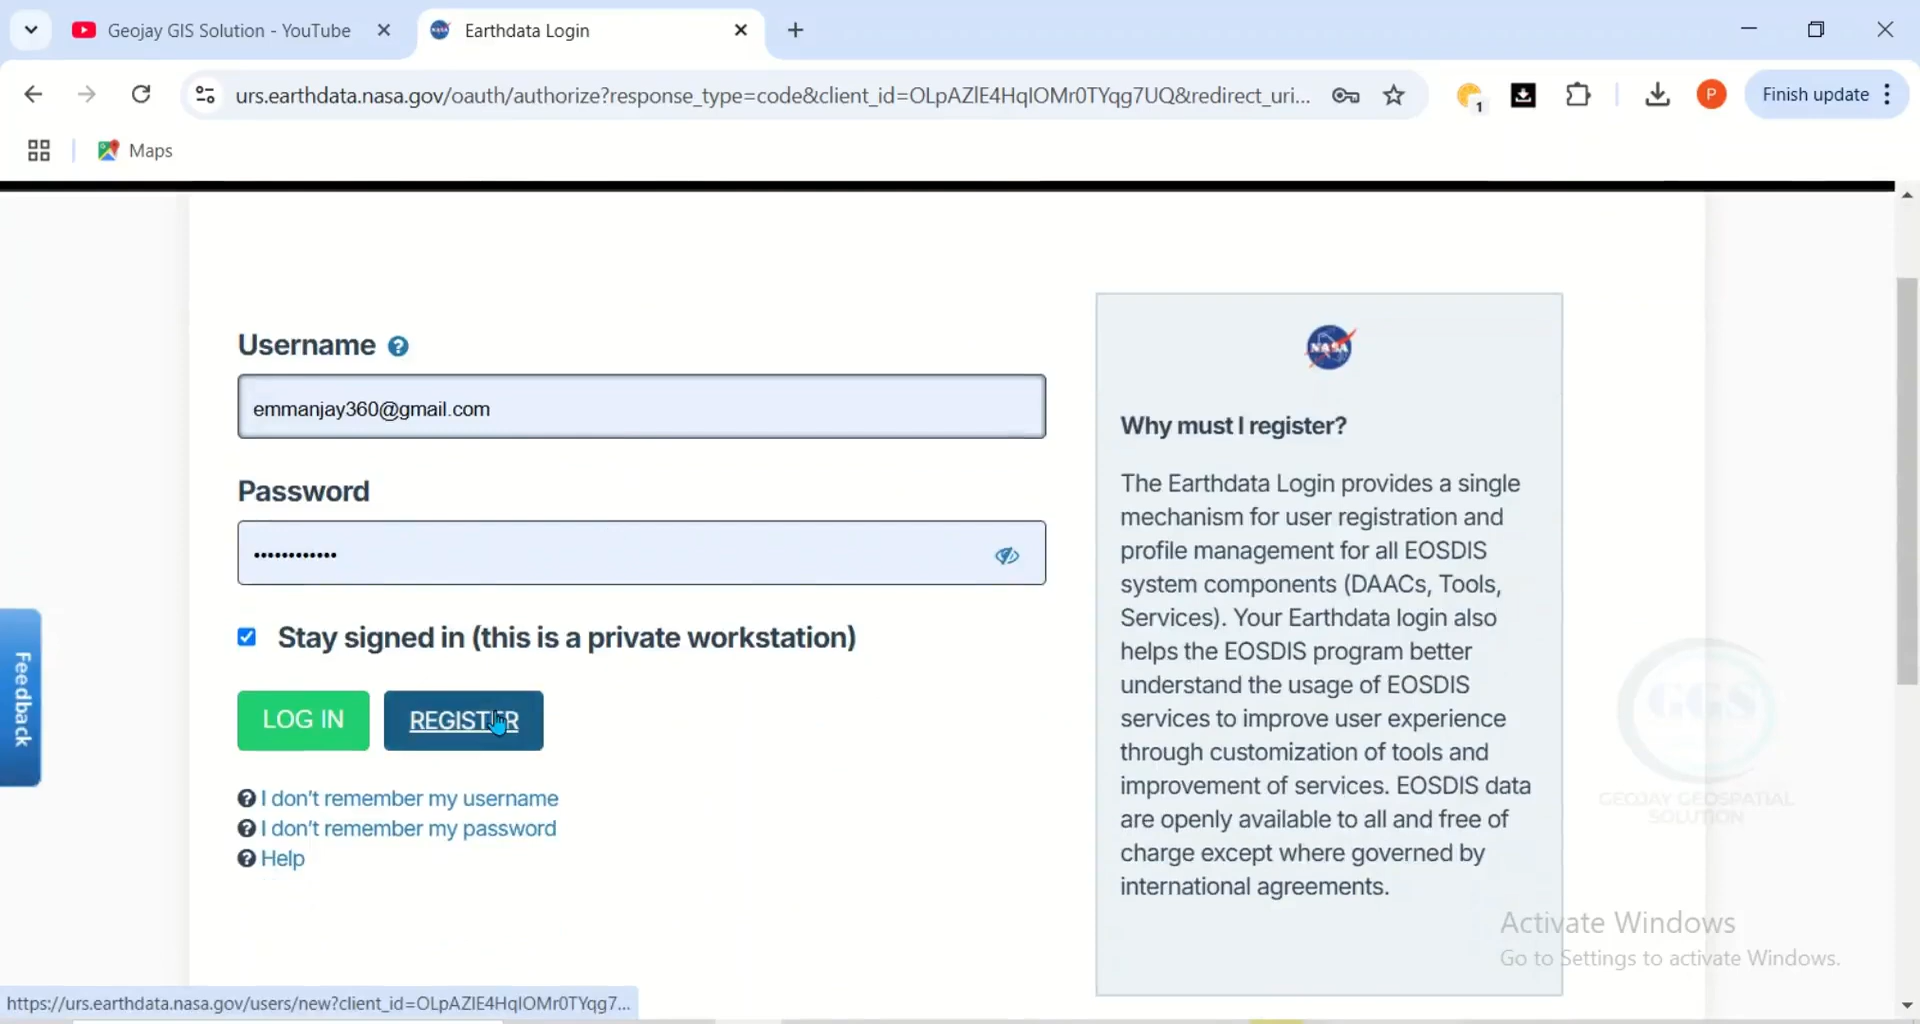 Geojay GIS Solution - YouTube
Earthdata Login
urs.earthdata.nasa.gov/oauth/authorize?response_type=code&client_id=OLpAZlE4HqIOMr0TYqg7UQ&redirect_uri...
1
P
Finish update
Maps
Username
emmanjay360@gmail.com
Password
••••••••••••
Stay signed in (this is a private workstation)
LOG IN
REGISTER
I don't remember my username
I don't remember my password
Help
Feedback
NASA
Why must I register?
The Earthdata Login provides a single
mechanism for user registration and
profile management for all EOSDIS
system components (DAACs, Tools,
Services). Your Earthdata login also
helps the EOSDIS program better
understand the usage of EOSDIS
services to improve user experience
through customization of tools and
improvement of services. EOSDIS data
are openly available to all and free of
charge except where governed by
international agreements.
GGS
GEOJAY GEOSPATIAL
SOLUTION
Activate Windows
Go to Settings to activate Windows.
https://urs.earthdata.nasa.gov/users/new?client_id=OLpAZlE4HqIOMr0TYqg7...